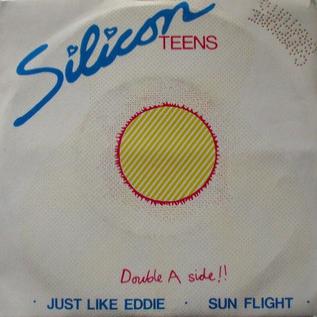 Silicon
TEENS
Double A side!!
· JUST LIKE EDDIE · SUN FLIGHT ·